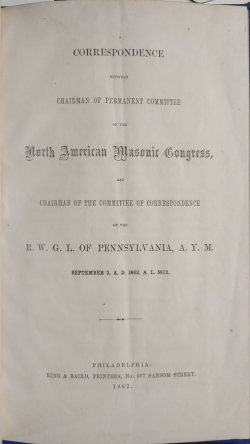 CORRESPONDENCE
BETWEEN
CHAIRMAN OF PERMANENT COMMITTEE
OF THE
North American Masonic Congress,
AND
CHAIRMAN OF THE COMMITTEE OF CORRESPONDENCE
OF THE
R. W. G. L. OF PENNSYLVANIA, A. Y. M.
SEPTEMBER 2, A. D. 1862, A. L. 5862.
PHILADELPHIA:
KING & BAIRD, PRINTERS, No. 607 SANSOM STREET.
1862.